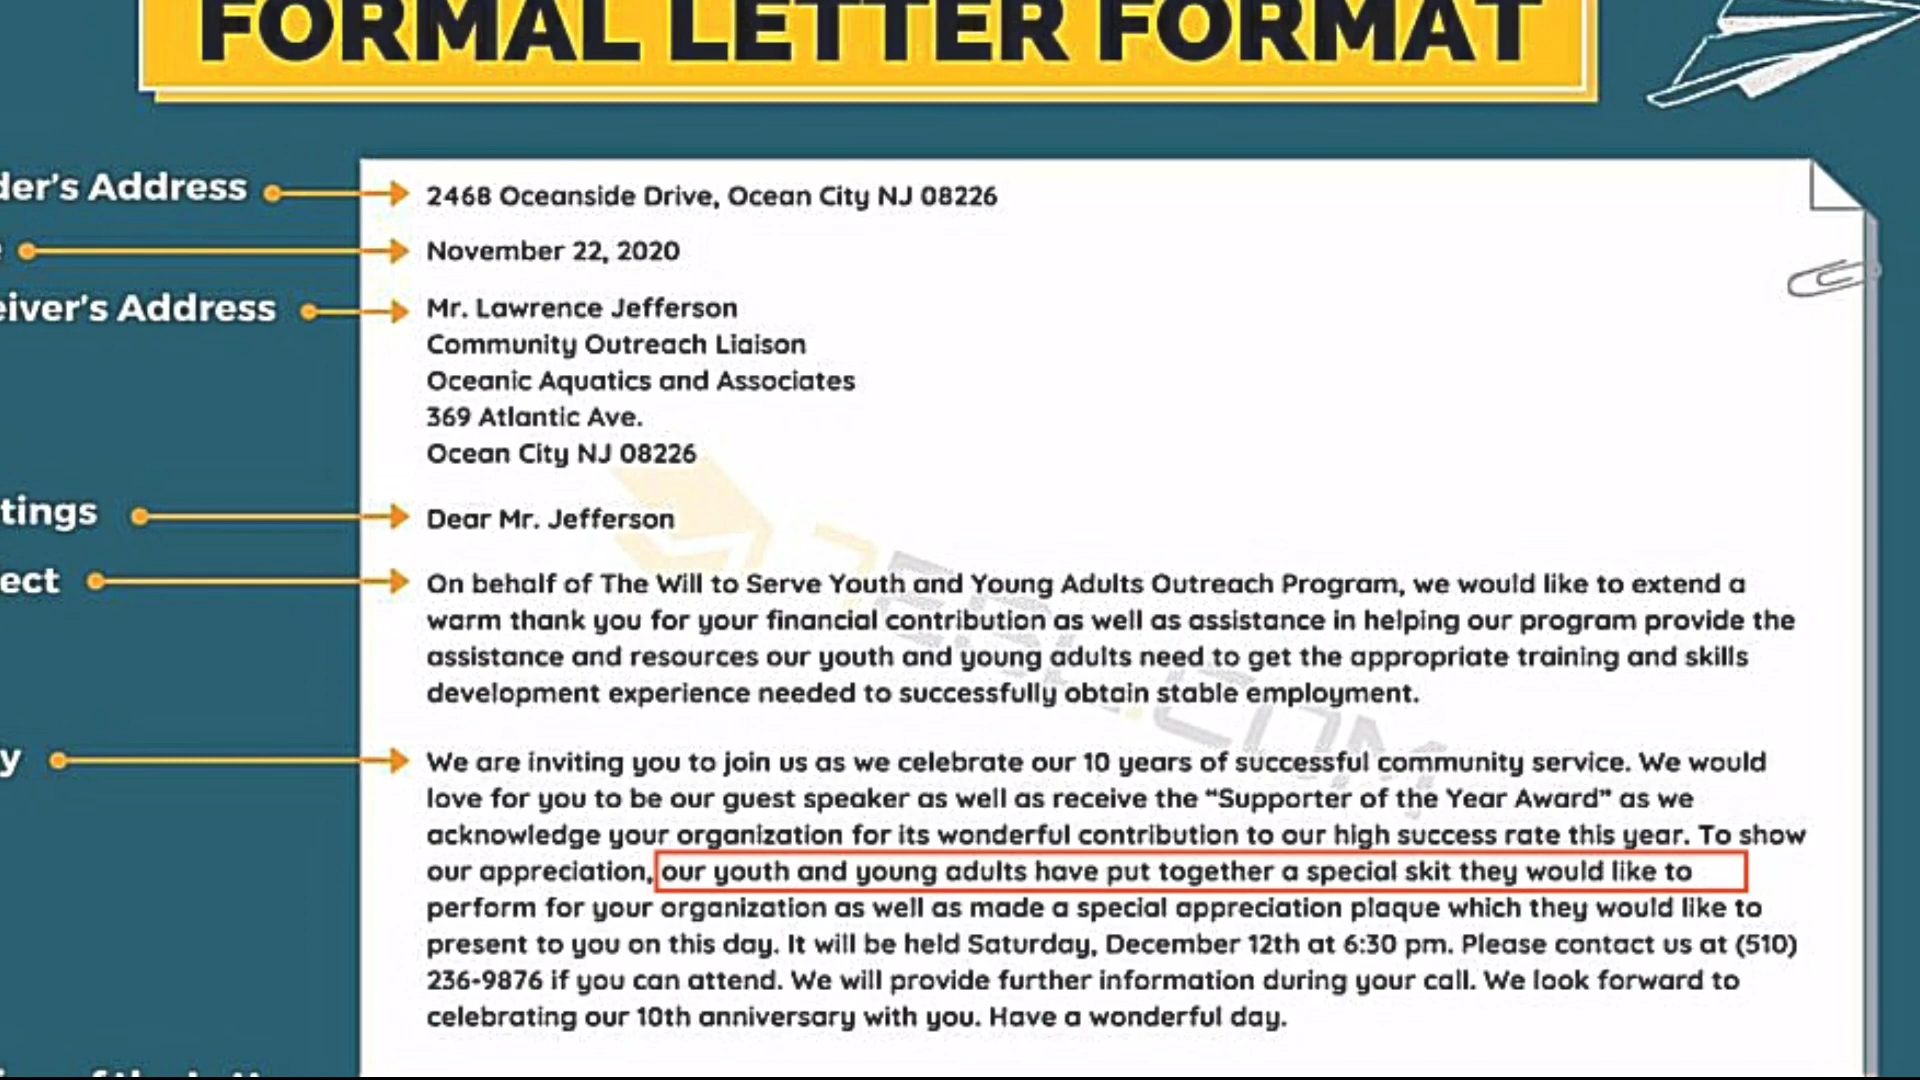 FORMAL LETTER FORMAT
der's Address
2468 Oceanside Drive, Ocean City NJ 08226
November 22, 2020
eiver's Address
Mr. Lawrence Jefferson
Community Outreach Liaison
Oceanic Aquatics and Associates
369 Atlantic Ave.
Ocean City NJ 08226
tings
Dear Mr. Jefferson
ect
On behalf of The Will to Serve Youth and Young Adults Outreach Program, we would like to extend a
warm thank you for your financial contribution as well as assistance in helping our program provide the
assistance and resources our youth and young adults need to get the appropriate training and skills
development experience needed to successfully obtain stable employment.
y
We are inviting you to join us as we celebrate our 10 years of successful community service. We would
love for you to be our guest speaker as well as receive the “Supporter of the Year Award” as we
acknowledge your organization for its wonderful contribution to our high success rate this year. To show
our appreciation, our youth and young adults have put together a special skit they would like to
perform for your organization as well as made a special appreciation plaque which they would like to
present to you on this day. It will be held Saturday, December 12th at 6:30 pm. Please contact us at (510)
236-9876 if you can attend. We will provide further information during your call. We look forward to
celebrating our 10th anniversary with you. Have a wonderful day.
7ESL.COM